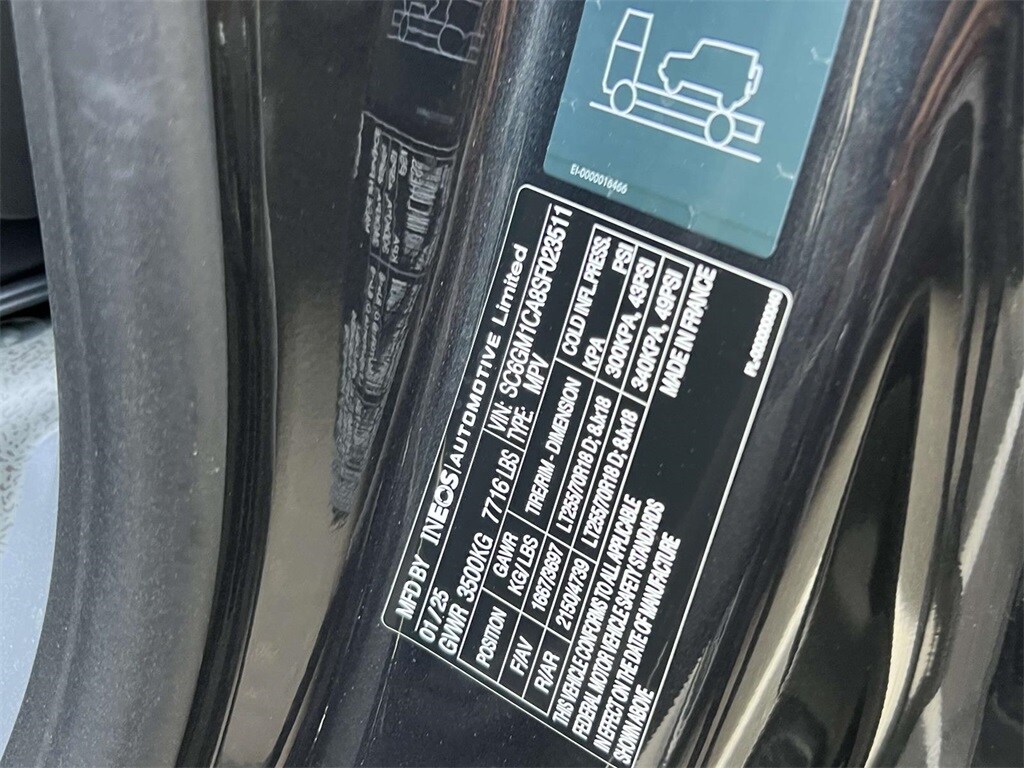 EI-0000016466
MFD BY INEOS|AUTOMOTIVE Limited
01/25 VIN: SC6GM1CA8SF023511
GVWR 3500KG 7716 LBS TYPE: MPV
POSITION GAWR KG/LBS TIRE/RIM - DIMENSION COLD INFL.PRESS. KPA PSI
F/AV 1667/3697 LT255/70R18 D; 8Jx18 300KPA, 43PSI
R/AR 2150/4739 LT255/70R18 D; 8Jx18 340KPA, 49PSI
THIS VEHICLE CONFORMS TO ALL APPLICABLE MADE IN FRANCE
FEDERAL MOTOR VEHICLES SAFETY STANDARDS
IN EFFECT ON THE DATE OF MANUFACTURE
SHOWN ABOVE